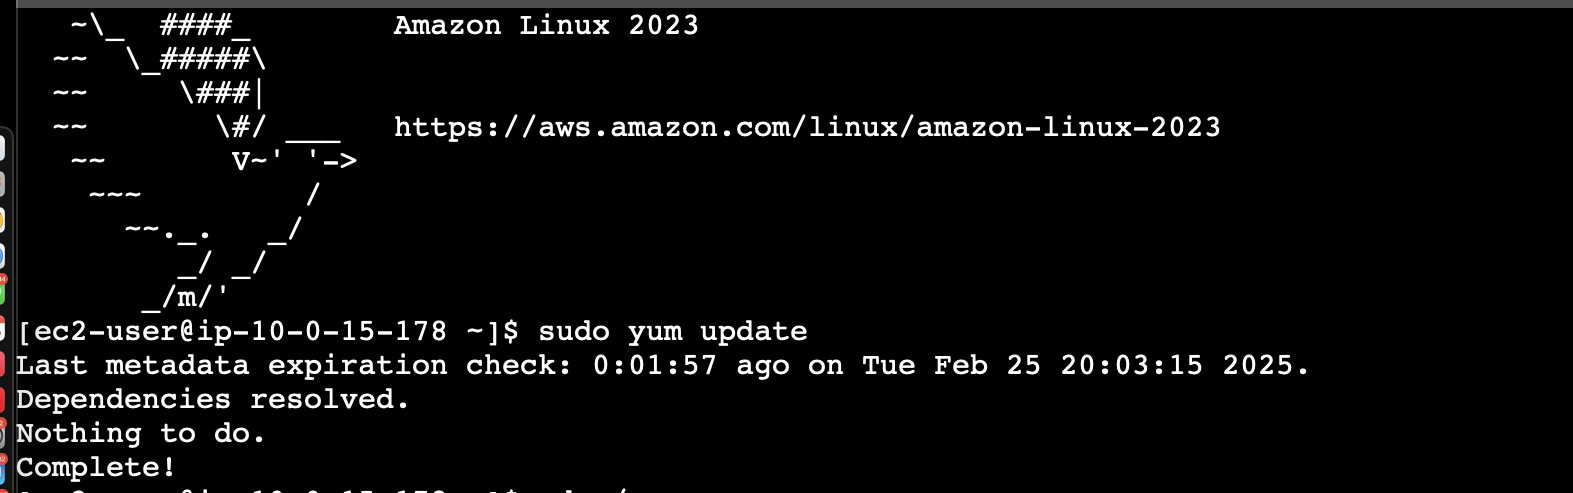 ~\_   ####_        Amazon Linux 2023
~~  \_#####\
~~     \###|
~~       \#/ ___   https://aws.amazon.com/linux/amazon-linux-2023
~~       V~' '->
~~~         /
~~._.   _/
_/ _/
_/m/'
[ec2-user@ip-10-0-15-178 ~]$ sudo yum update
Last metadata expiration check: 0:01:57 ago on Tue Feb 25 20:03:15 2025.
Dependencies resolved.
Nothing to do.
Complete!